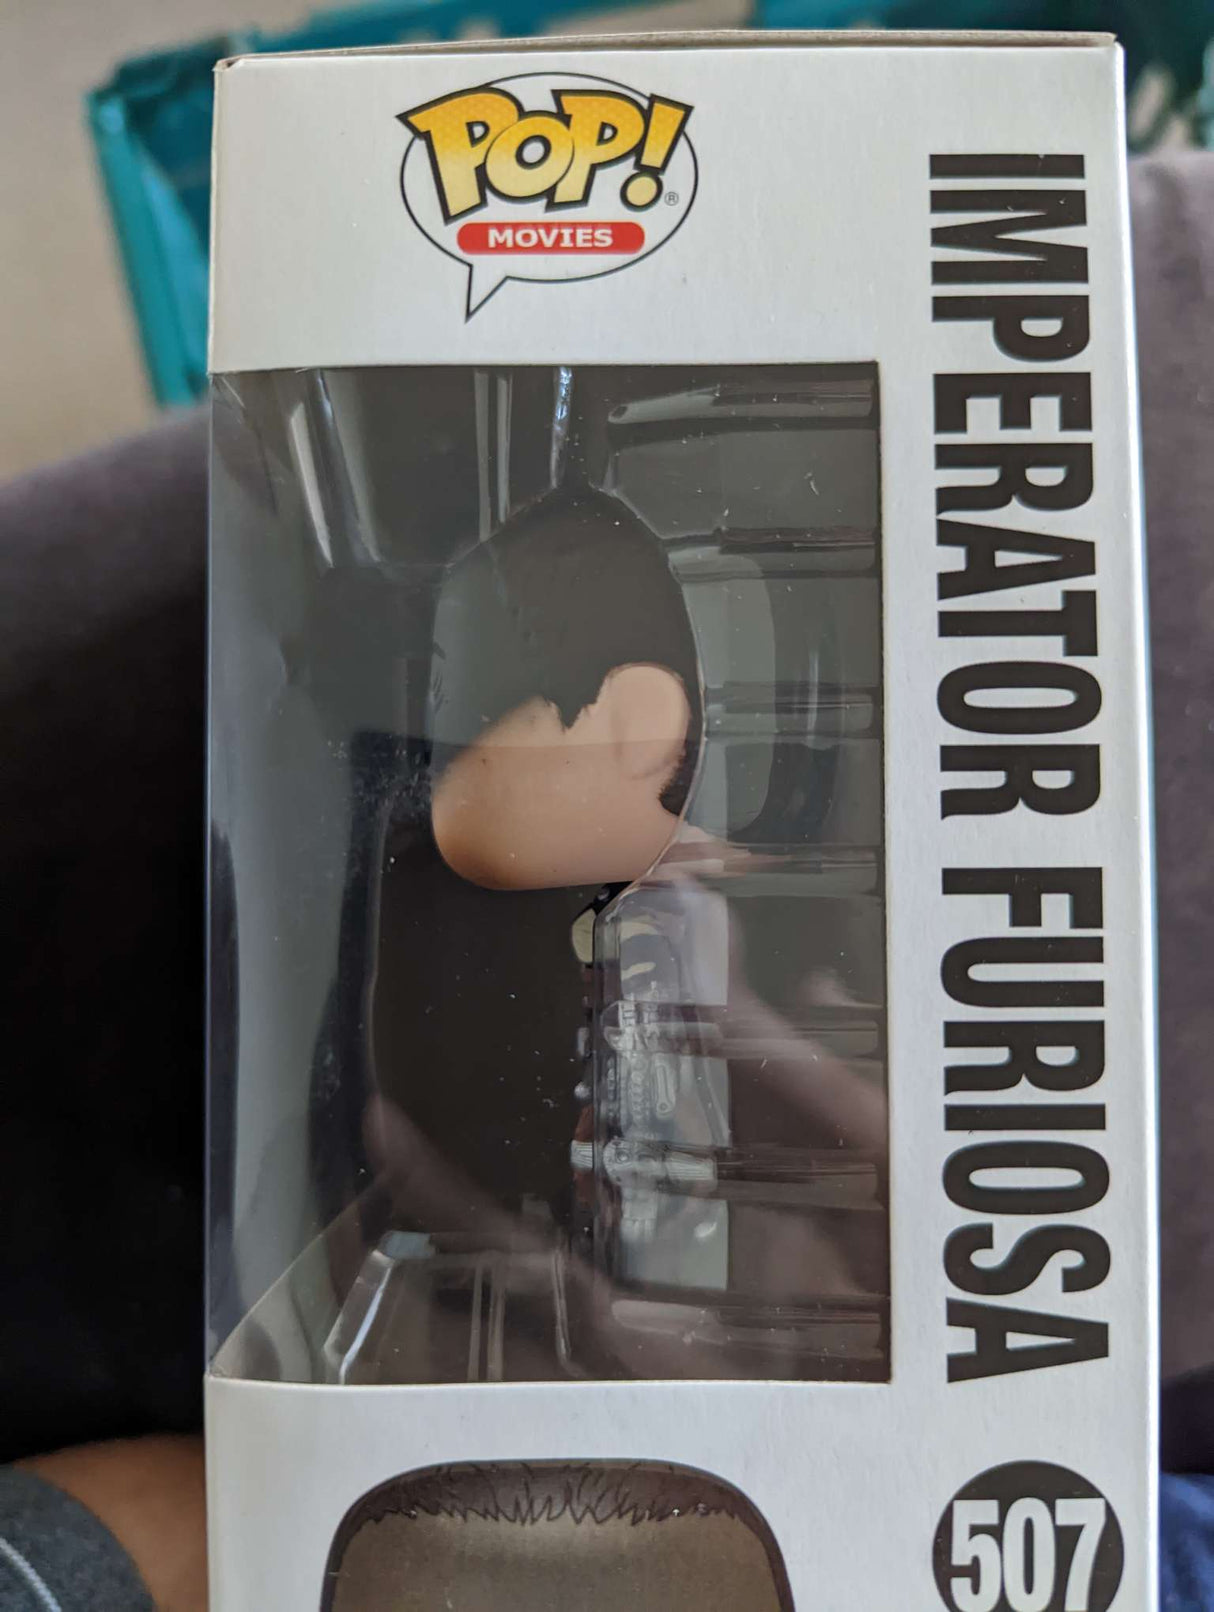 POP!
®
MOVIES
IMPERATOR FURIOSA
507